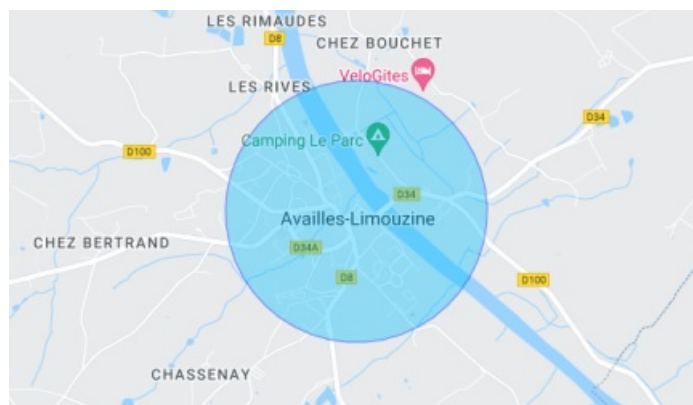 LES RIMAUDES
D8
CHEZ BOUCHET
VeloGites
LES RIVES
D34
Camping Le Parc
D100
D34
Availles-Limouzine
CHEZ BERTRAND
D34A
D8
D100
CHASSENAY